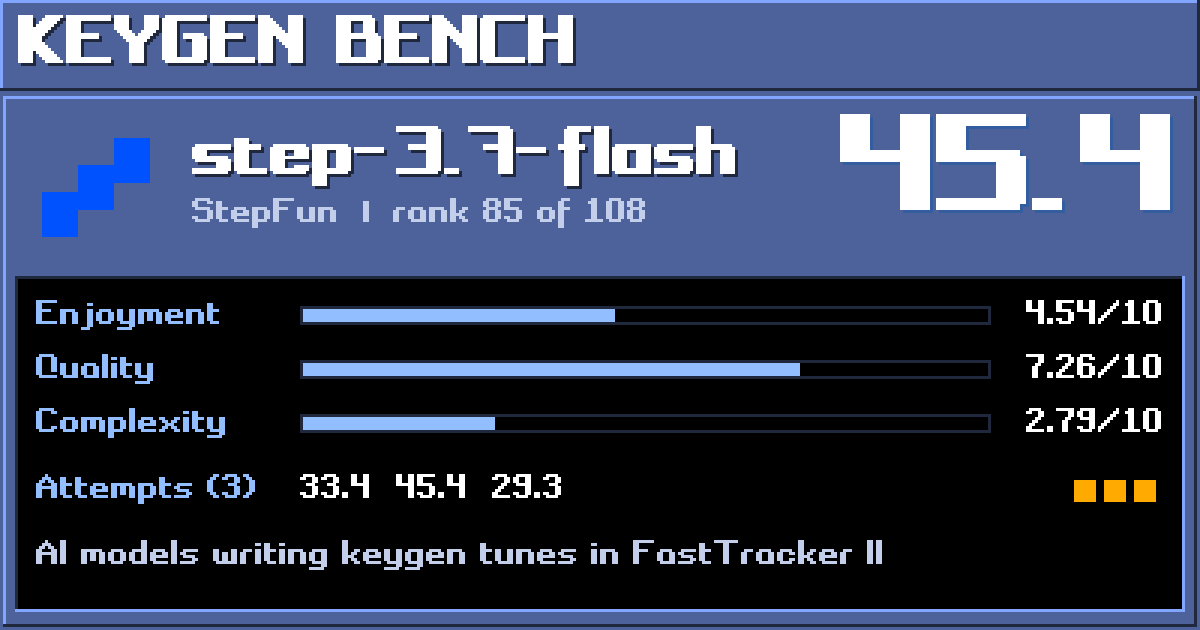 KEYGEN BENCH
step-3.7-flash
45.4
StepFun | rank 85 of 108
Enjoyment 4.54/10
Quality 7.26/10
Complexity 2.79/10
Attempts (3) 33.4 45.4 29.3
AI models writing keygen tunes in FastTracker II